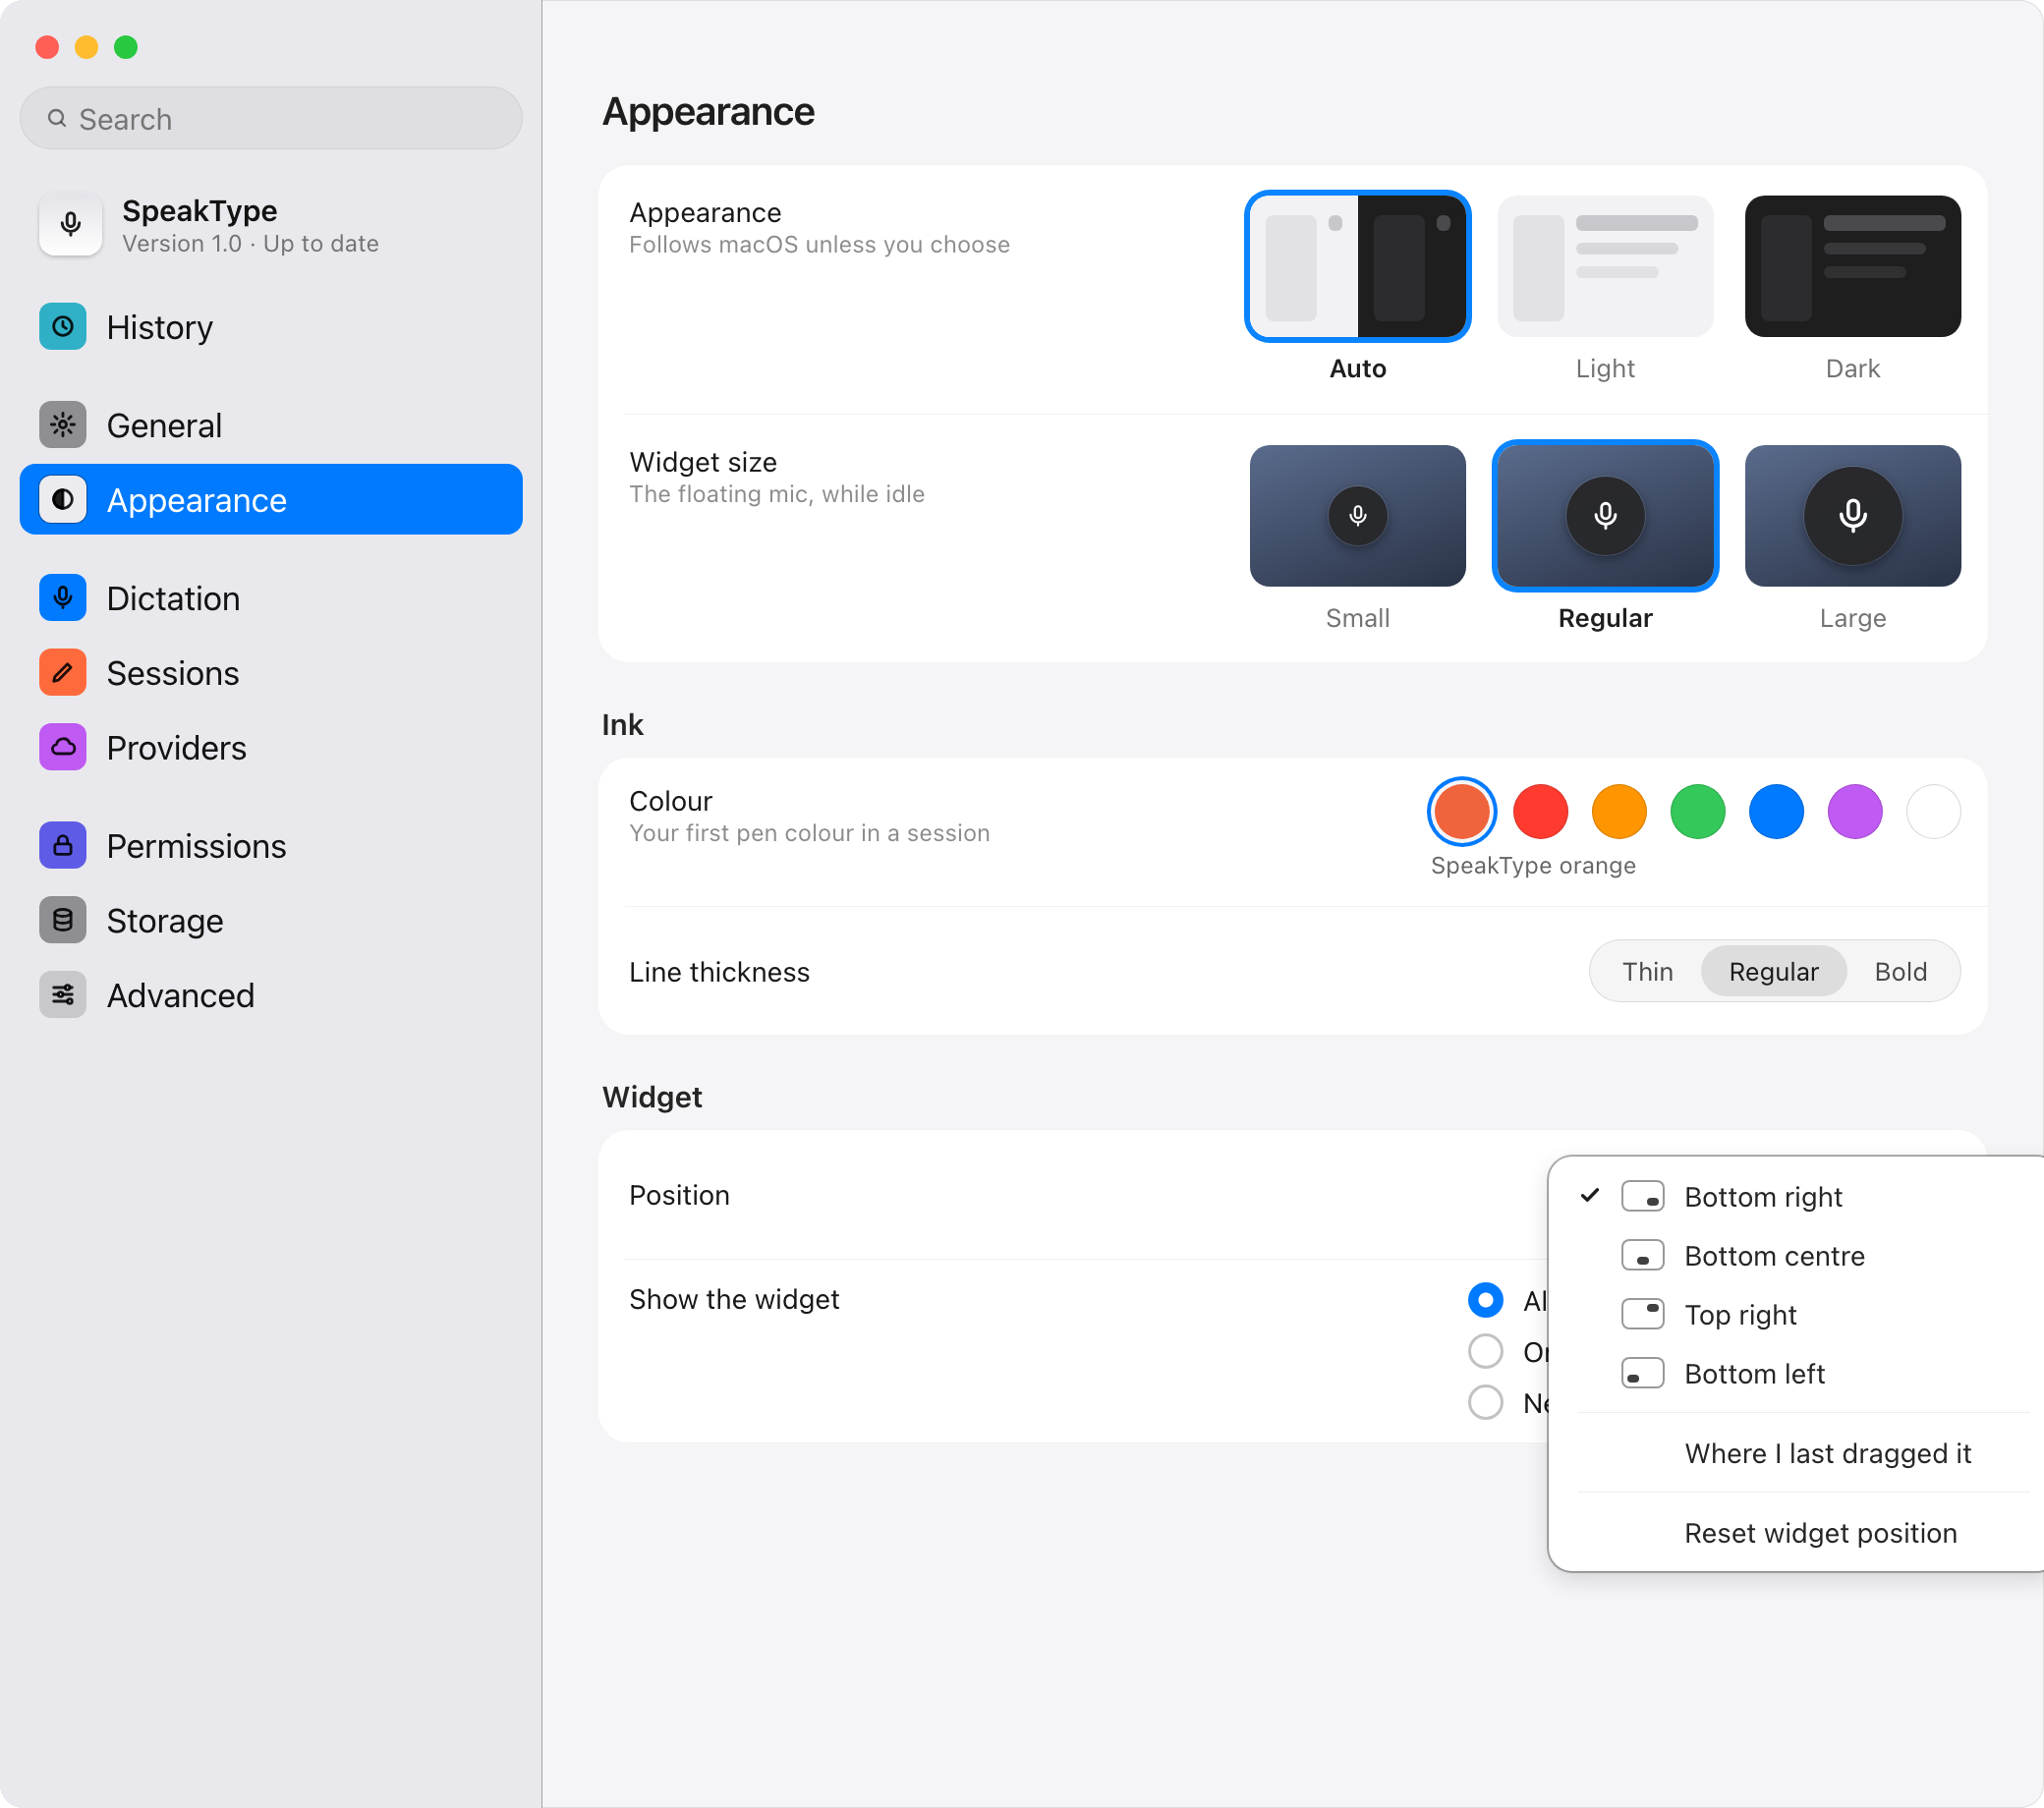 Search
SpeakType
Version 1.0 · Up to date
History
General
Appearance
Dictation
Sessions
Providers
Permissions
Storage
Advanced
Appearance
Appearance
Follows macOS unless you choose
Auto
Light
Dark
Widget size
The floating mic, while idle
Small
Regular
Large
Ink
Colour
Your first pen colour in a session
SpeakType orange
Line thickness
Thin
Regular
Bold
Widget
Position
Bottom right
Bottom centre
Top right
Bottom left
Where I last dragged it
Reset widget position
Show the widget